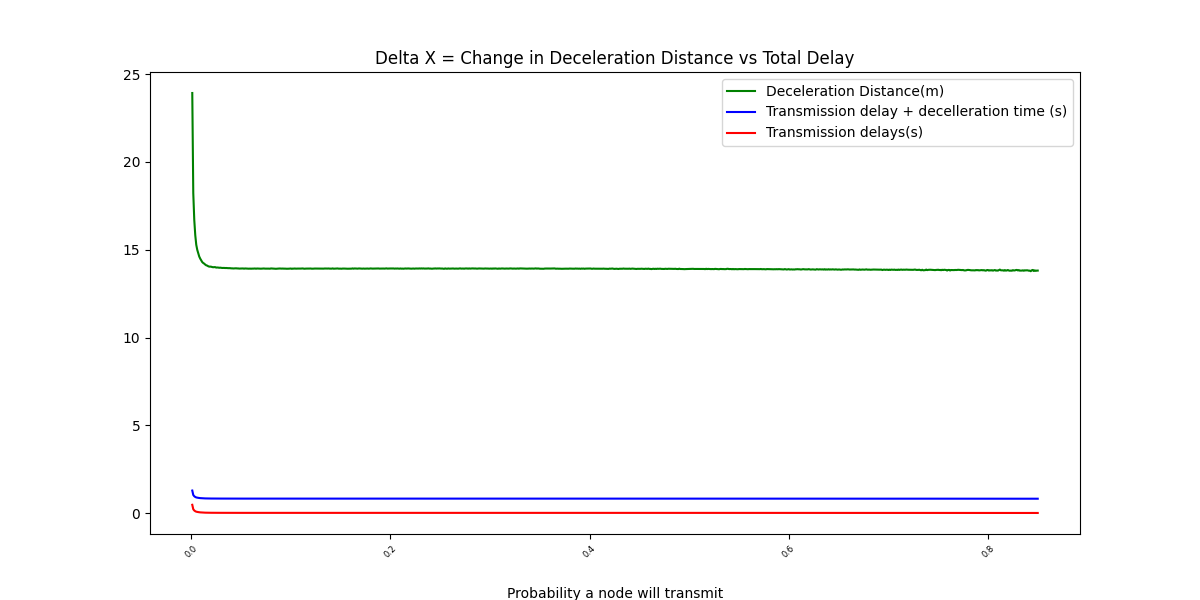 Delta X = Change in Deceleration Distance vs Total Delay
25
20
15
10
5
0
Deceleration Distance(m)
Transmission delay + decelleration time (s)
Transmission delays(s)
0.0
0.2
0.4
0.6
0.8
Probability a node will transmit